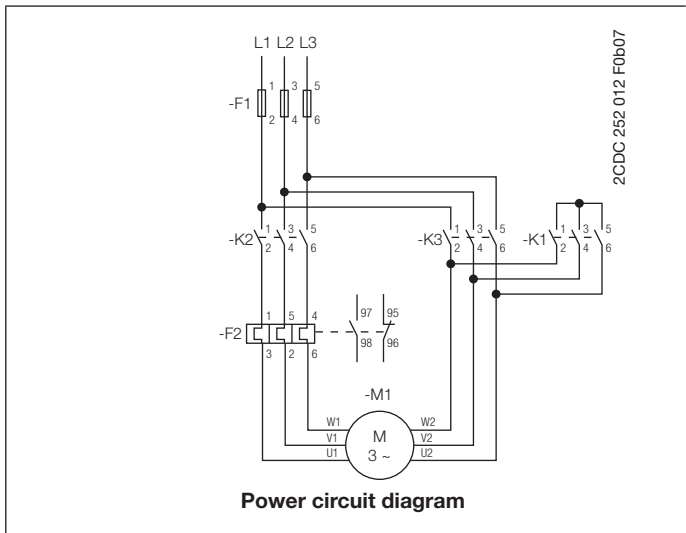 L1 L2 L3
2CDC 252 012 F0b07
1 3 5
-F1
2 4 6
-K2 1 3 5 -K3 1 3 5 -K1 1 3 5
2 4 6 2 4 6 2 4 6
1 5 4 97 95
-F2
3 2 6 98 96
-M1
W1 W2
V1 M V2
U1 3 ~ U2
Power circuit diagram